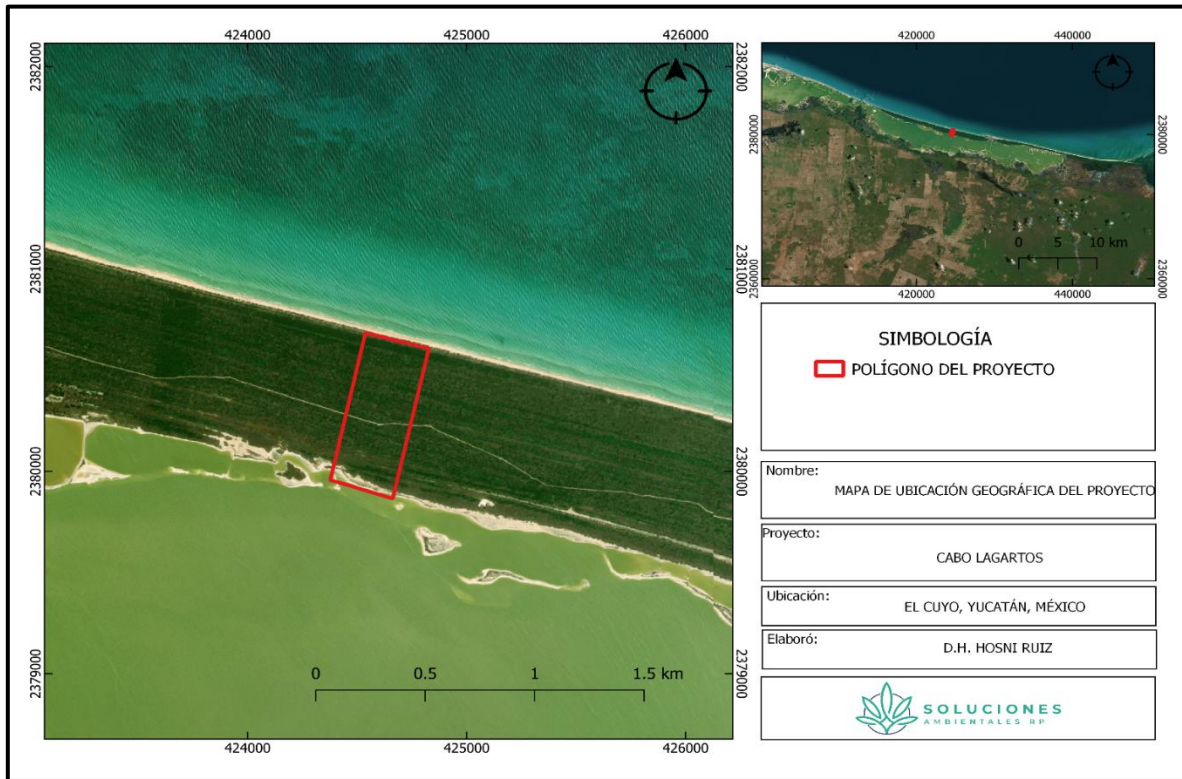 424000
425000
426000
2382000
2382000
2381000
2381000
2380000
2380000
2379000
2379000
0
0.5
1
1.5 km
424000
425000
426000
420000
440000
2380000
2380000
0
5
10 km
2360000
2360000
420000
440000
SIMBOLOGÍA
POLÍGONO DEL PROYECTO
Nombre:
MAPA DE UBICACIÓN GEOGRÁFICA DEL PROYECTO
Proyecto:
CABO LAGARTOS
Ubicación:
EL CUYO, YUCATÁN, MÉXICO
Elaboró:
D.H. HOSNI RUIZ
SOLUCIONES
AMBIENTALES RP